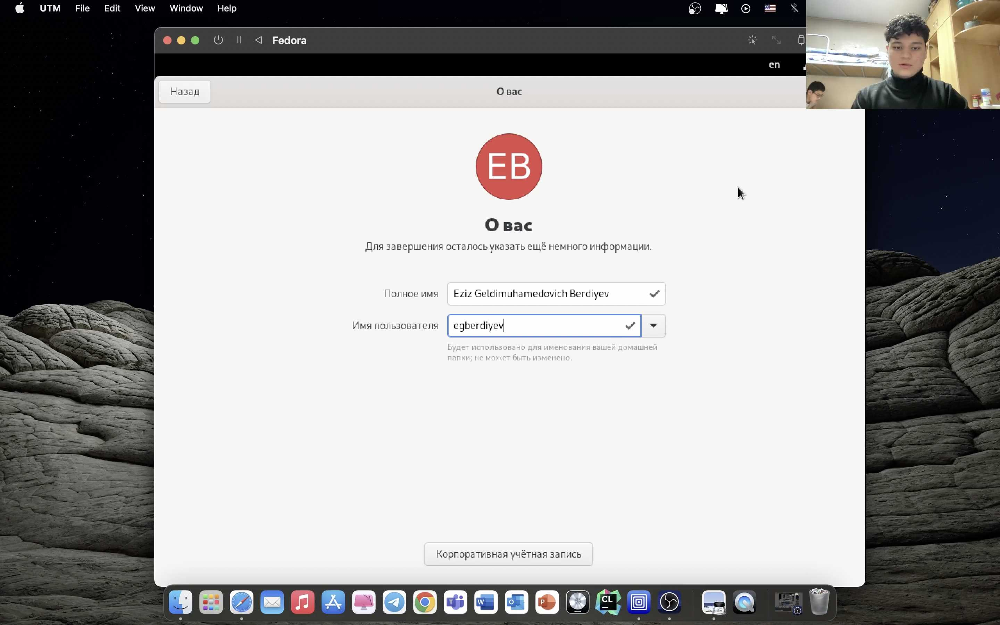 UTM File Edit View Window Help
Fedora
en
Назад
О вас
EB
О вас
Для завершения осталось указать ещё немного информации.
Полное имя
Eziz Geldimuhamedovich Berdiyev
Имя пользователя
egberdiyev
Будет использовано для именования вашей домашней
папки; не может быть изменено.
Корпоративная учётная запись
T W O P CL